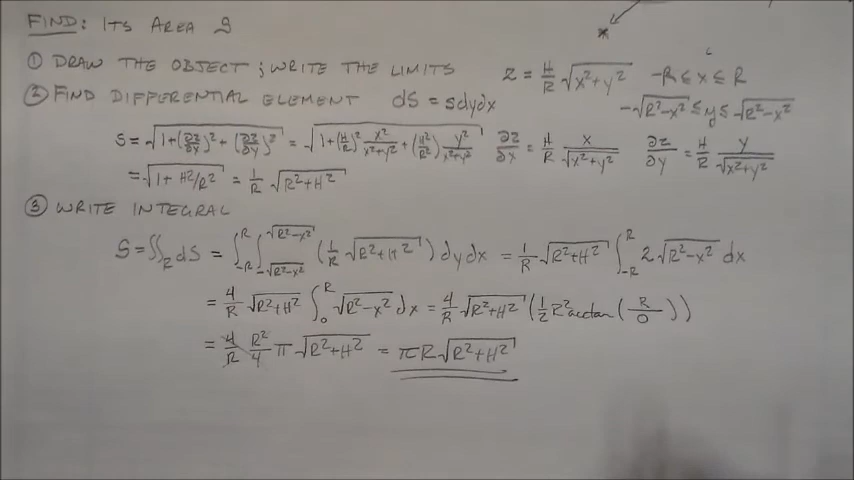 FIND: ITS AREA S
① DRAW THE OBJECT ; WRITE THE LIMITS z = H/R √(x²+y²) -R ≤ x ≤ R
-√(R²-x²) ≤ y ≤ √(R²-x²)
② FIND DIFFERENTIAL ELEMENT dS = sdydx
s = √(1+(∂z/∂x)²+(∂z/∂y)²) = √(1+(H/R)² x²/(x²+y²) + (H²/R²) y²/(x²+y²)) ∂z/∂x = H/R x/√(x²+y²) ∂z/∂y = H/R y/√(x²+y²)
= √(1+H²/R²) = 1/R √(R²+H²)
③ WRITE INTEGRAL
S = ∬_R dS = ∫_{-R}^{R} ∫_{-√(R²-x²)}^{√(R²-x²)} (1/R √(R²+H²)) dydx = 1/R √(R²+H²) ∫_{-R}^{R} 2√(R²-x²) dx
= 4/R √(R²+H²) ∫_0^R √(R²-x²) dx = 4/R √(R²+H²) (1/2 R² arctan(R/0))
= 4/R R²/4 π √(R²+H²) = πR√(R²+H²)